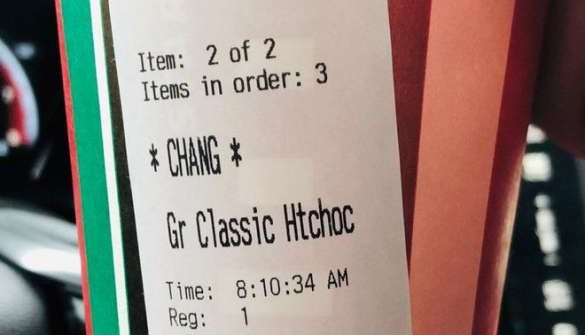 Item: 2 of 2
Items in order: 3
* CHANG *
Gr Classic Htchoc
Time: 8:10:34 AM
Reg: 1